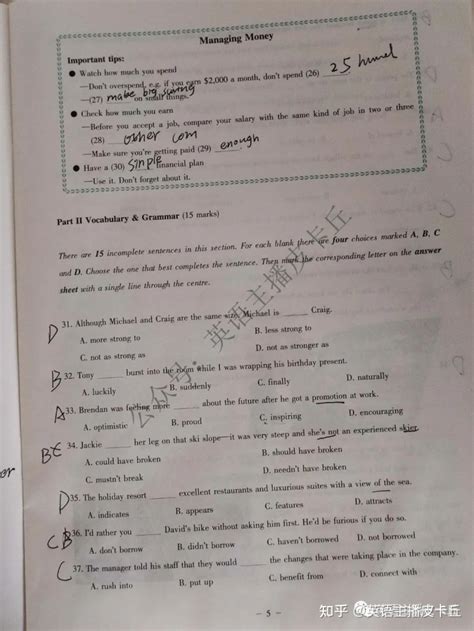 Managing Money
Important tips:
● Watch how much you spend
—Don't overspend, e.g. if you earn $2,000 a month, don't spend (26)
—(27) make big saving on small things.
● Check how much you earn
—Before you accept a job, compare your salary with the same kind of job in two or three
(28) other com
—Make sure you're getting paid (29) enough
● Have a (30) simple financial plan
—Use it. Don't forget about it.
Part II Vocabulary & Grammar (15 marks)
There are 15 incomplete sentences in this section. For each blank there are four choices marked A, B, C
and D. Choose the one that best completes the sentence. Then mark the corresponding letter on the answer
sheet with a single line through the centre.
D 31. Although Michael and Craig are the same size, Michael is ____ Craig.
A. more strong to B. less strong to
C. not as strong as D. not as stronger as
B 32. Tony ____ burst into the room while I was wrapping his birthday present.
A. luckily B. suddenly C. finally D. naturally
A 33. Brendan was feeling more ____ about the future after he got a promotion at work.
A. optimistic B. proud C. inspiring D. encouraging
34. Jackie ____ her leg on that ski slope—it was very steep and she's not an experienced skier.
A. could have broken B. should have broken
C. mustn't break D. needn't have broken
D 35. The holiday resort ____ excellent restaurants and luxurious suites with a view of the sea.
A. indicates B. appears C. features D. attracts
C B 36. I'd rather you ____ David's bike without asking him first. He'd be furious if you do so.
A. don't borrow B. didn't borrow C. haven't borrowed D. not borrowed
C 37. The manager told his staff that they would ____ the changes that were taking place in the company.
A. rush into B. put up C. benefit from D. connect with
— 5 —
公众号：英语主播皮卡丘
知乎 @英语主播皮卡丘